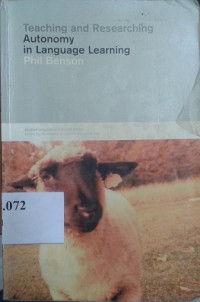 Teaching and Researching
Autonomy
in Language Learning
Phil Benson
.072